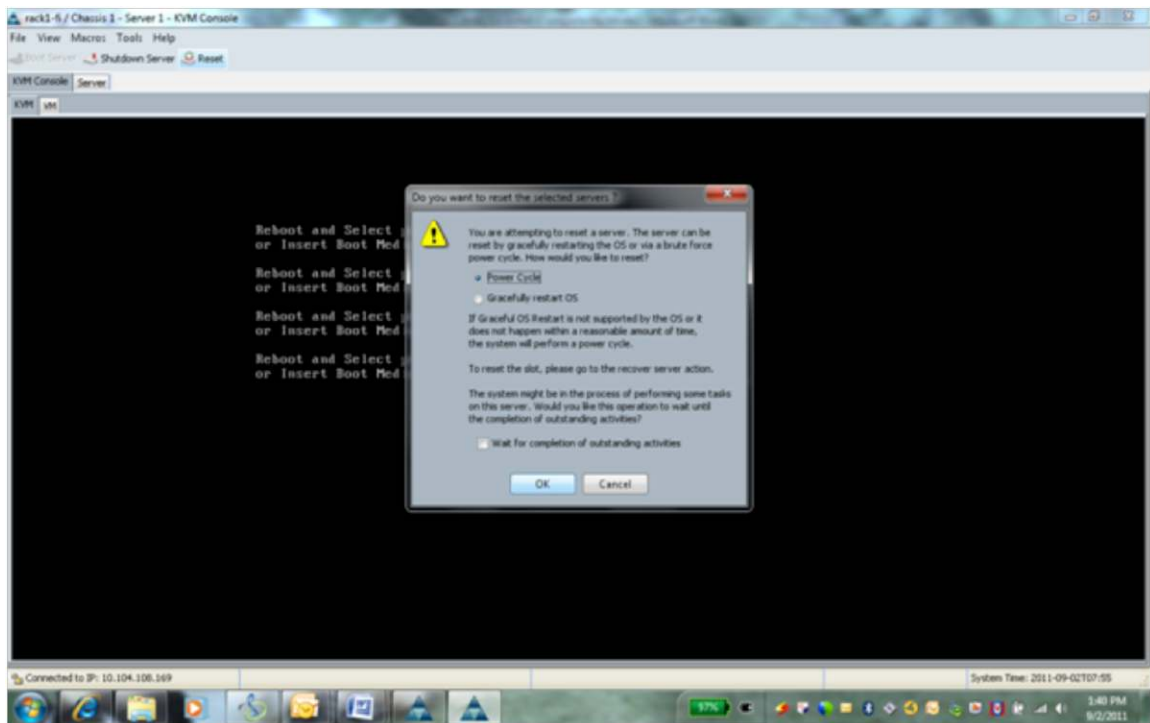 rack1-fi / Chassis 1 - Server 1 - KVM Console
File View Macros Tools Help
Boot Server Shutdown Server Reset
KVM Console Server
KVM VM
Do you want to reset the selected servers ?
You are attempting to reset a server. The server can be
reset by gracefully restarting the OS or via a brute force
power cycle. How would you like to reset?
Power Cycle
Gracefully restart OS
If Graceful OS Restart is not supported by the OS or it
does not happen within a reasonable amount of time,
the system will perform a power cycle.
To reset the slot, please go to the recover server action.
The system might be in the process of performing some tasks
on this server. Would you like this operation to wait until
the completion of outstanding activities?
Wait for completion of outstanding activities
OK Cancel
Reboot and Select
or Insert Boot Med
Reboot and Select
or Insert Boot Med
Reboot and Select
or Insert Boot Med
Reboot and Select
or Insert Boot Med
Connected to IP: 10.104.108.169
System Time: 2011-09-02T07:55
97%
1:40 PM
9/2/2011